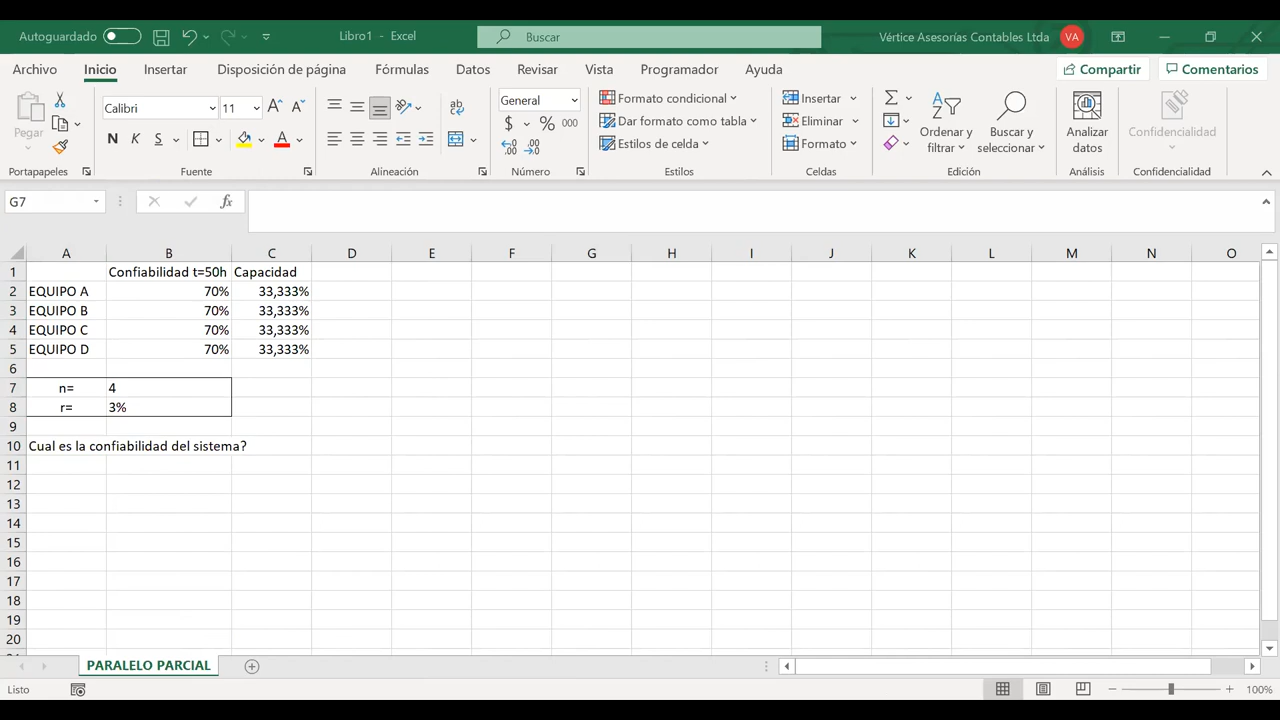 Autoguardado
Libro1 - Excel
Buscar
Vértice Asesorías Contables Ltda
VA
Archivo Inicio Insertar Disposición de página Fórmulas Datos Revisar Vista Programador Ayuda Compartir Comentarios
Pegar
Calibri 11
N K S A
General
$ % 000
Formato condicional
Dar formato como tabla
Estilos de celda
Insertar
Eliminar
Formato
Ordenar y filtrar
Buscar y seleccionar
Analizar datos
Confidencialidad
Portapapeles Fuente Alineación Número Estilos Celdas Edición Análisis Confidencialidad
G7 fx
A B C D E F G H I J K L M N O
1 Confiabilidad t=50h Capacidad
2 EQUIPO A 70% 33,333%
3 EQUIPO B 70% 33,333%
4 EQUIPO C 70% 33,333%
5 EQUIPO D 70% 33,333%
6
7 n= 4
8 r= 3%
9
10 Cual es la confiabilidad del sistema?
11
12
13
14
15
16
17
18
19
20
PARALELO PARCIAL
Listo
100%